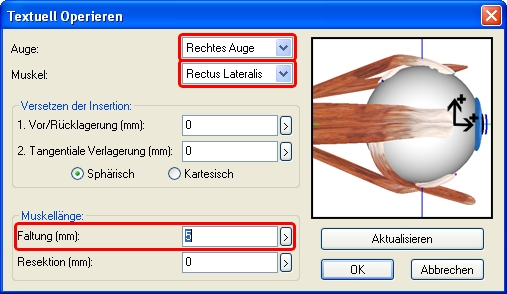 Textuell Operieren
Auge: Rechtes Auge
Muskel: Rectus Lateralis
Versetzen der Insertion:
1. Vor/Rücklagerung (mm): 0
2. Tangentiale Verlagerung (mm): 0
Sphärisch Kartesisch
Muskellänge:
Faltung (mm): 5
Resektion (mm): 0
Aktualisieren
OK Abbrechen